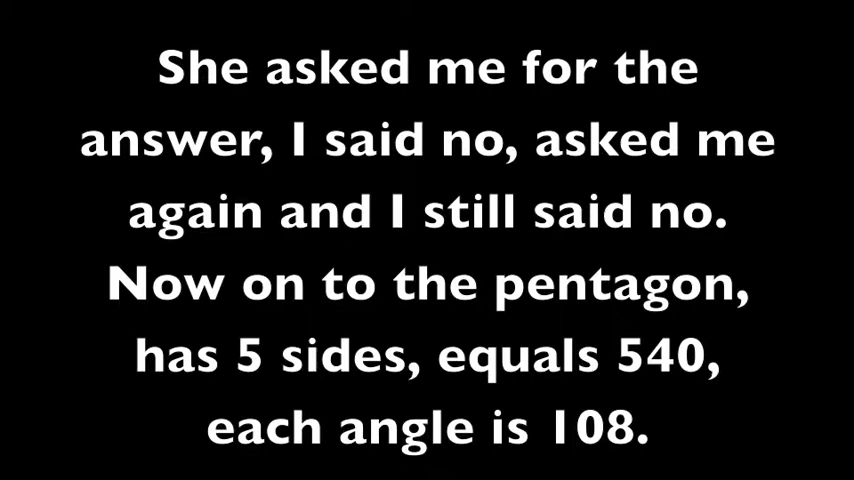 She asked me for the
answer, I said no, asked me
again and I still said no.
Now on to the pentagon,
has 5 sides, equals 540,
each angle is 108.